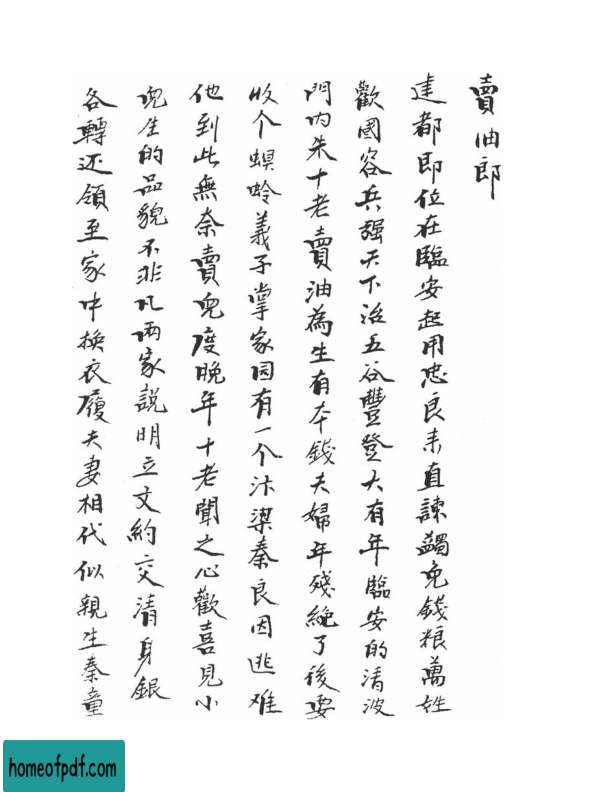 賣油郎
建都即位在臨安起用忠良来直諫蠲免錢粮萬姓
歡國容兵强天下治五谷豐登大有年臨安的清波
門内朱十老賣油為生有本錢夫婦年殘絶了後要
收个螟蛉義子掌家园有一个汴梁秦良因逃难
他到此無奈賣兒度晚年十老聞之心歡喜見小
兒生的品貌不非凡両家説明立文約交清身銀
各轉还領至家中換衣履夫妻相代似親生秦童
homeofpdf.com